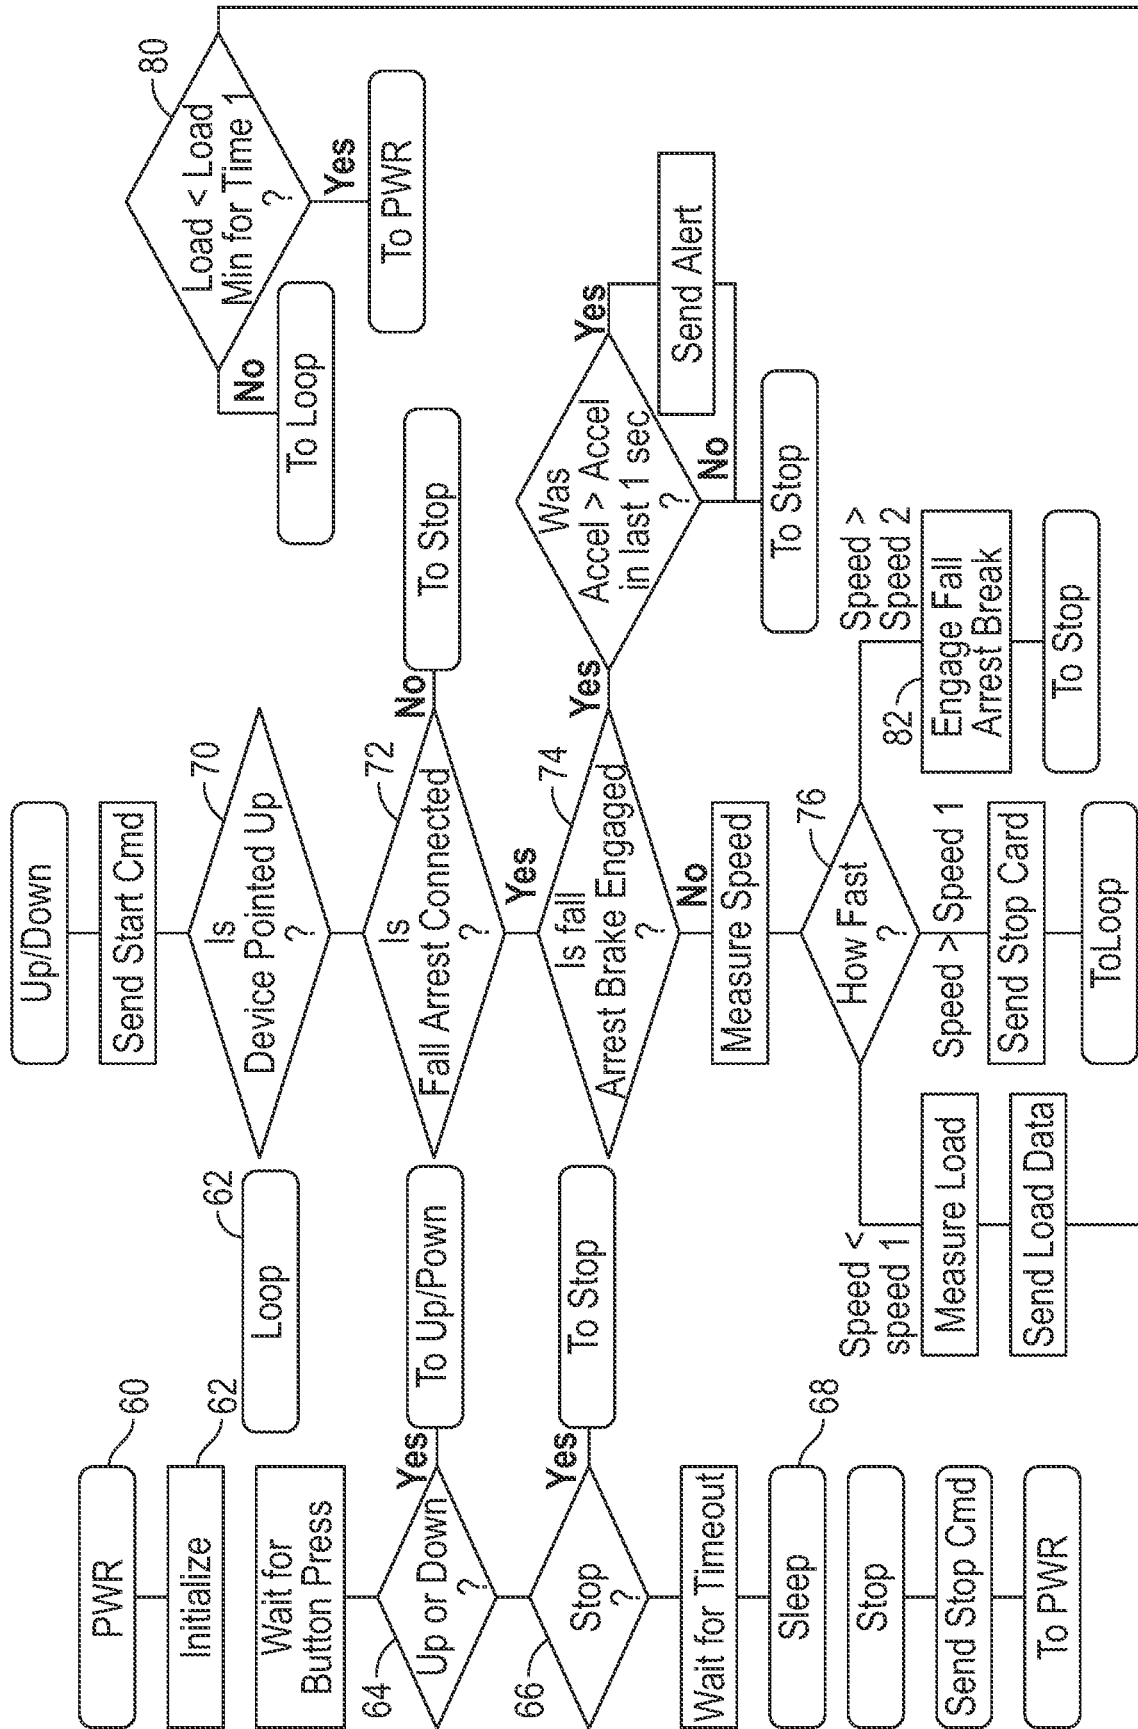 PWR
60
Initialize
62
Wait for
Button Press
64
Up or Down
?
Yes
To Up/Pown
66
Stop
?
Yes
To Stop
Wait for Timeout
Sleep
68
Stop
Send Stop Cmd
To PWR
Loop
62
Up/Down
Send Start Cmd
70
Is
Device Pointed Up
?
72
Is
Fall Arrest Connected
?
No
To Stop
Yes
74
Is fall
Arrest Brake Engaged
?
Yes
Was
Accel > Accel
in last 1 sec
?
Yes
Send Alert
No
To Stop
No
Measure Speed
76
How Fast
?
Speed <
speed 1
Measure Load
Send Load Data
Speed > Speed 1
Send Stop Card
ToLoop
Speed >
Speed 2
82
Engage Fall
Arrest Break
To Stop
80
Load < Load
Min for Time 1
?
No
To Loop
Yes
To PWR